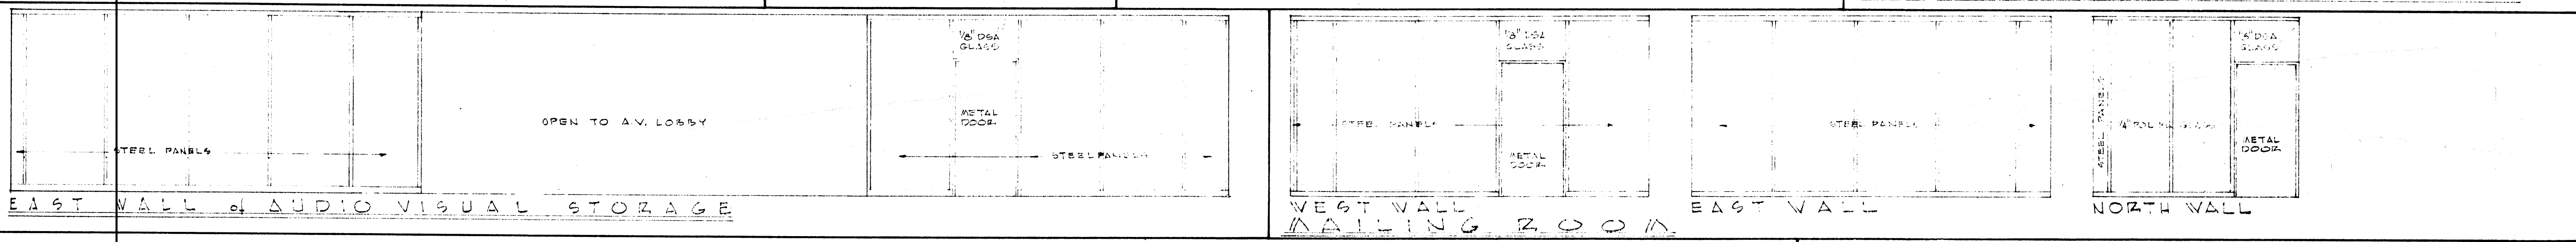 STEEL PANELS
OPEN TO A.V. LOBBY
1/8" DSA
GLASS
METAL
DOOR
STEEL PANELS
EAST WALL of AUDIO VISUAL STORAGE
1/8" DSA
GLASS
STEEL PANELS
METAL
DOOR
WEST WALL
STEEL PANELS
EAST WALL
1/8" DSA
GLASS
STEEL PANELS
GLASS
METAL
DOOR
NORTH WALL
MAILING ROOM